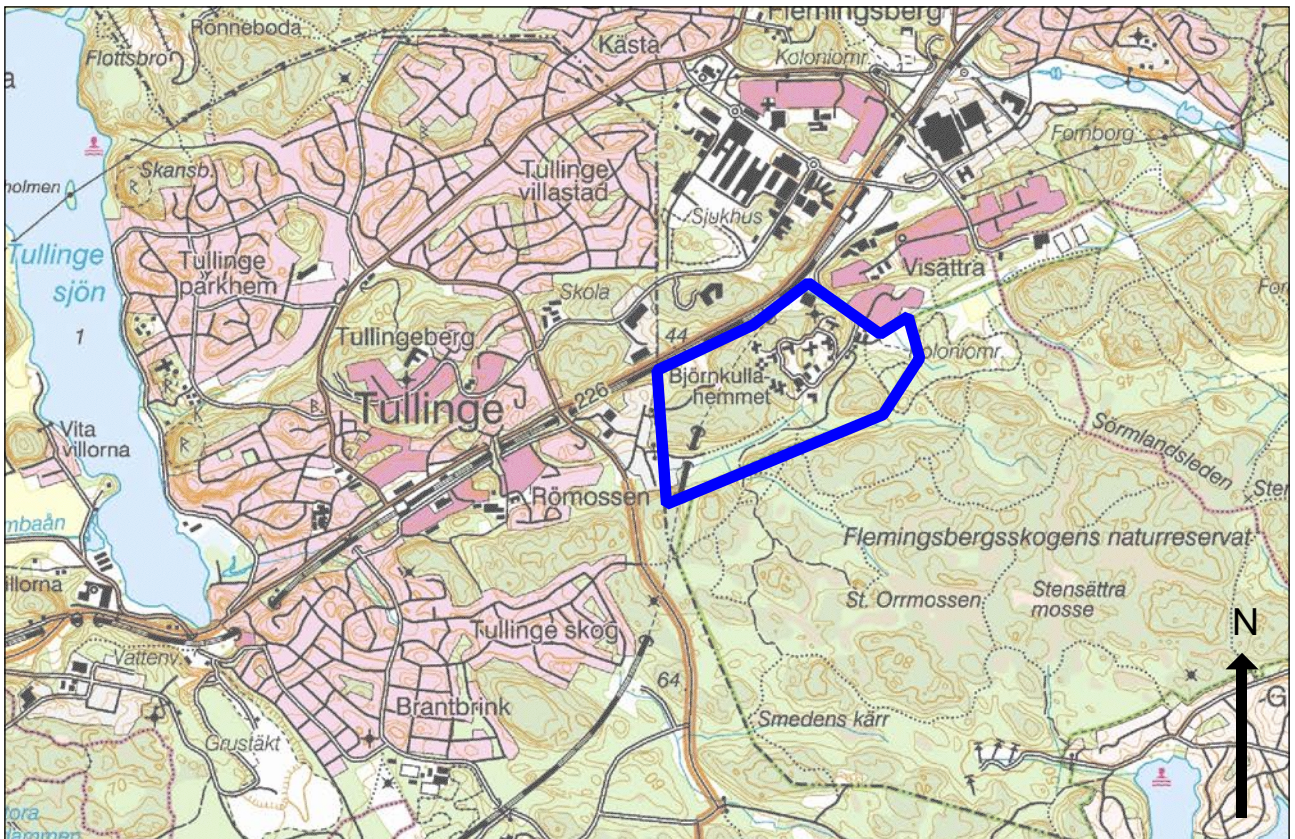 Flemingsberg
Rönneboda
Flottsbro
Kästa
Koloniomr.
a
Fornborg
Skansb.
Tullinge
villastad
holmen
R
Sjukhus
Tullinge
sjön
1
Tullinge
parkhem
Visättra
Skola
Tullingeberg
44
Björnkulla-
hemmet
Koloniomr.
226
Tullinge
R
R
Vita
villorna
Sörmlandsleden
Römossen
Flemingsbergsskogens naturreservat
St. Orrmossen
Stensättra
mosse
N
Tullinge skog
Vattenv.
64
Brantbrink
Smedens kärr
Grustäkt
G